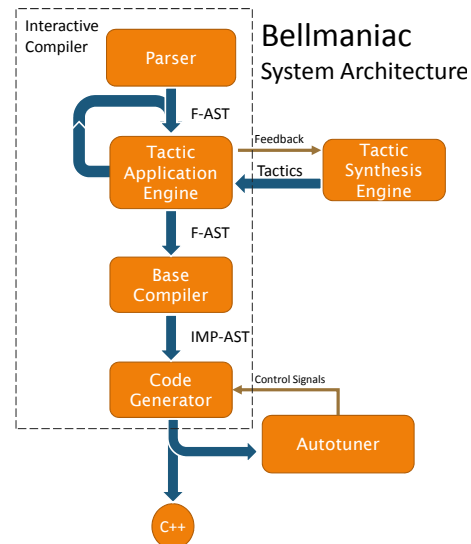 Interactive
Compiler
Bellmaniac
System Architecture
Parser
F-AST
Tactic
Application
Engine
Feedback
Tactics
Tactic
Synthesis
Engine
F-AST
Base
Compiler
IMP-AST
Code
Generator
Control Signals
Autotuner
C++